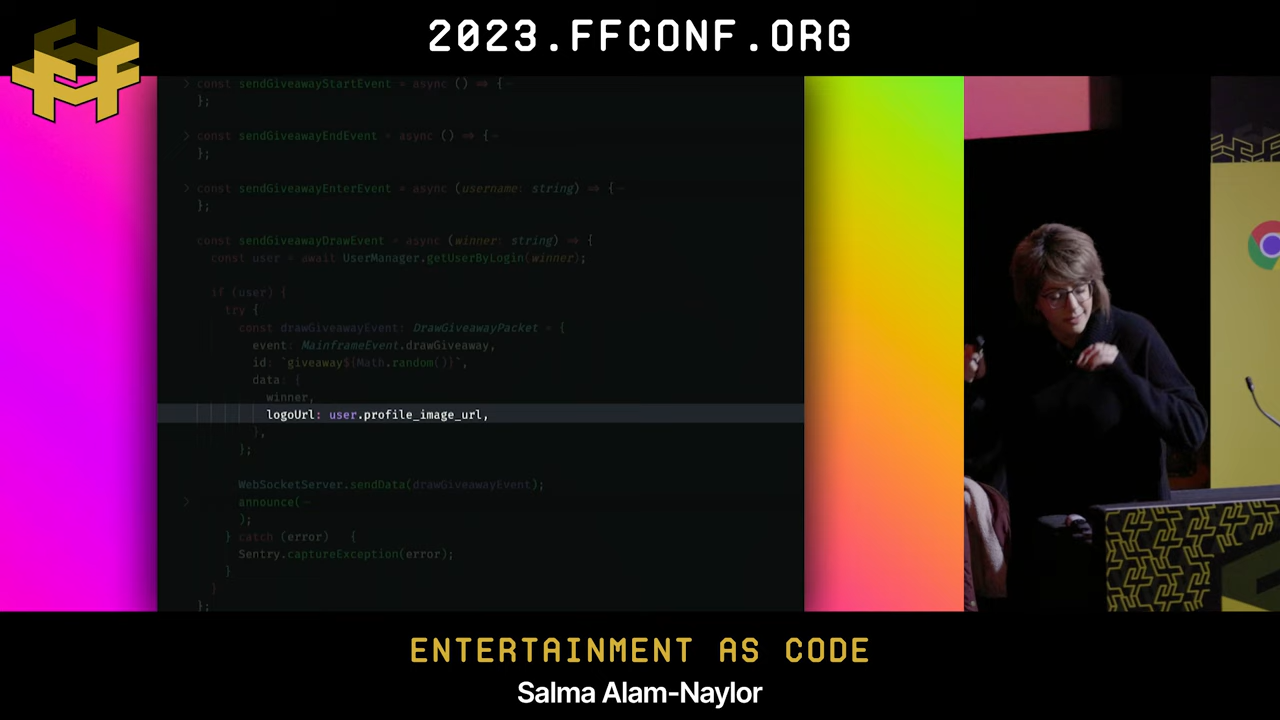 2023.FFCONF.ORG
const sendGiveawayStartEvent = async () => {
};
const sendGiveawayEndEvent = async () => {
};
const sendGiveawayEnterEvent = async (username: string) => {
};
const sendGiveawayDrawEvent = async (winner: string) => {
const user = await UserManager.getUserByLogin(winner);
if (user) {
try {
const drawGiveawayEvent: DrawGiveawayPacket = {
event: MainframeEvent.drawGiveaway,
id: `giveaway${Math.random()}`,
data: {
winner,
logoUrl: user.profile_image_url,
},
};
WebSocketServer.sendData(drawGiveawayEvent);
announce(
);
} catch (error) {
Sentry.captureException(error);
}
}
};
ENTERTAINMENT AS CODE
Salma Alam-Naylor